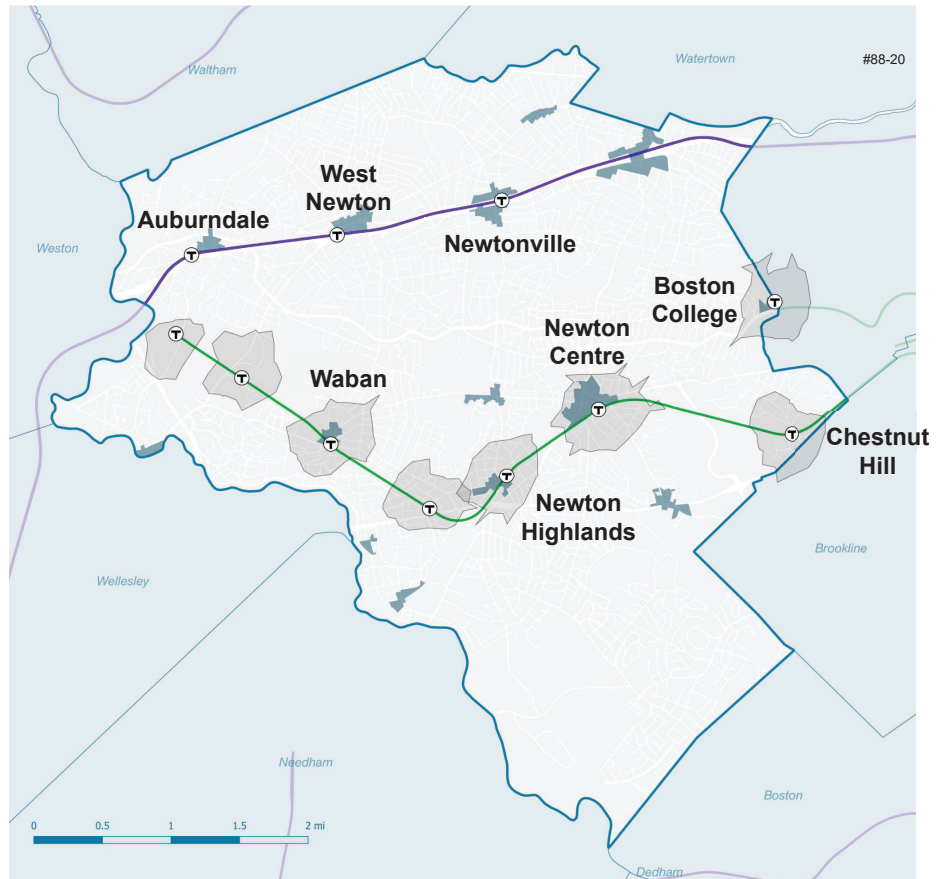 Waltham
Watertown
#88-20
West
Newton
Auburndale
Weston
Newtonville
Boston
College
Newton
Centre
Waban
Chestnut
Hill
Newton
Highlands
Brookline
Wellesley
Needham
Boston
0 0.5 1 1.5 2 mi
Dedham
T
T
T
T
T
T
T
T
T
T
T